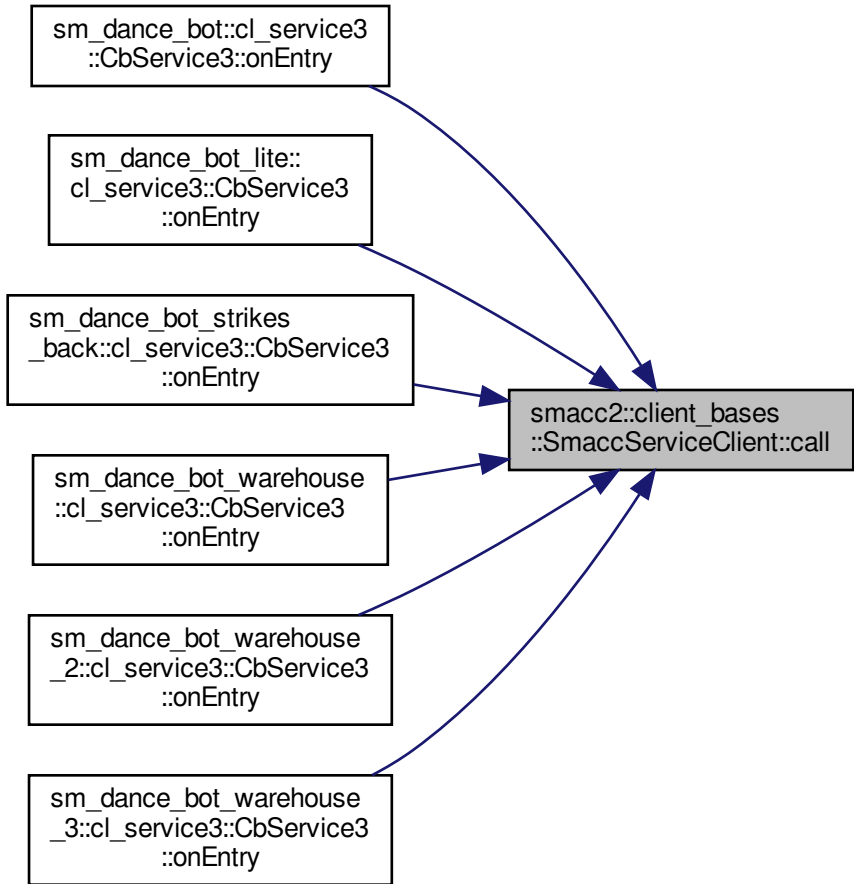 sm_dance_bot::cl_service3
::CbService3::onEntry
sm_dance_bot_lite::
cl_service3::CbService3
::onEntry
sm_dance_bot_strikes
_back::cl_service3::CbService3
::onEntry
smacc2::client_bases
::SmaccServiceClient::call
sm_dance_bot_warehouse
::cl_service3::CbService3
::onEntry
sm_dance_bot_warehouse
_2::cl_service3::CbService3
::onEntry
sm_dance_bot_warehouse
_3::cl_service3::CbService3
::onEntry